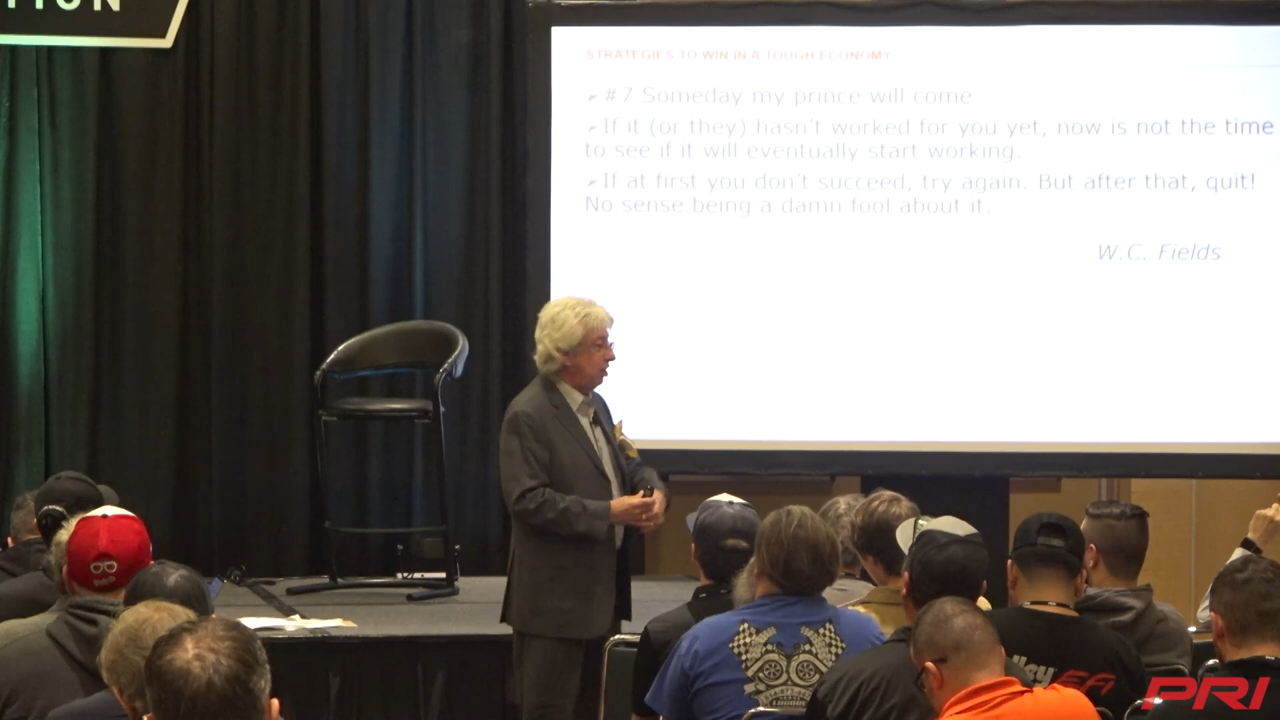 STRATEGIES TO WIN IN A TOUGH ECONOMY
#7 Someday my prince will come
If it (or they) hasn't worked for you yet, now is not the time
to see if it will eventually start working.
If at first you don't succeed, try again. But after that, quit!
No sense being a damn fool about it.
W.C. Fields
PRI